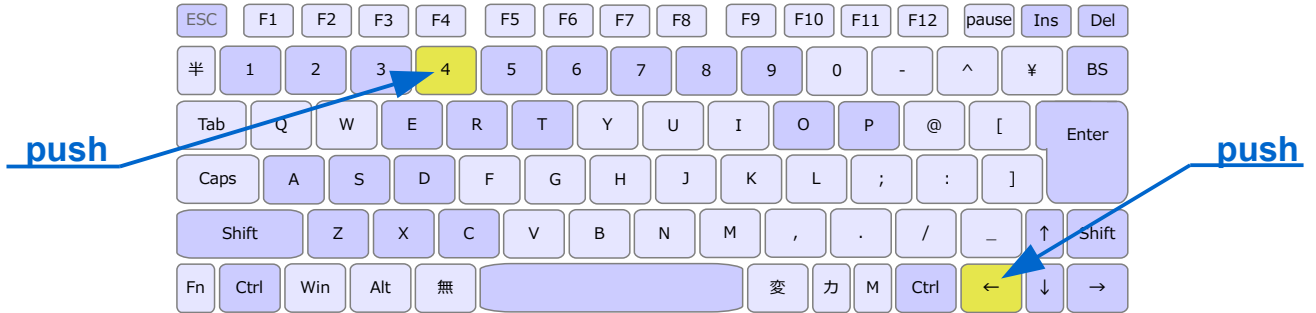 ESC F1 F2 F3 F4 F5 F6 F7 F8 F9 F10 F11 F12 pause Ins Del
半 1 2 3 4 5 6 7 8 9 0 - ^ ¥ BS
Tab Q W E R T Y U I O P @ [ Enter
push push
Caps A S D F G H J K L ; : ]
Shift Z X C V B N M , . / _ ↑ Shift
Fn Ctrl Win Alt 無 変 カ M Ctrl ← ↓ →